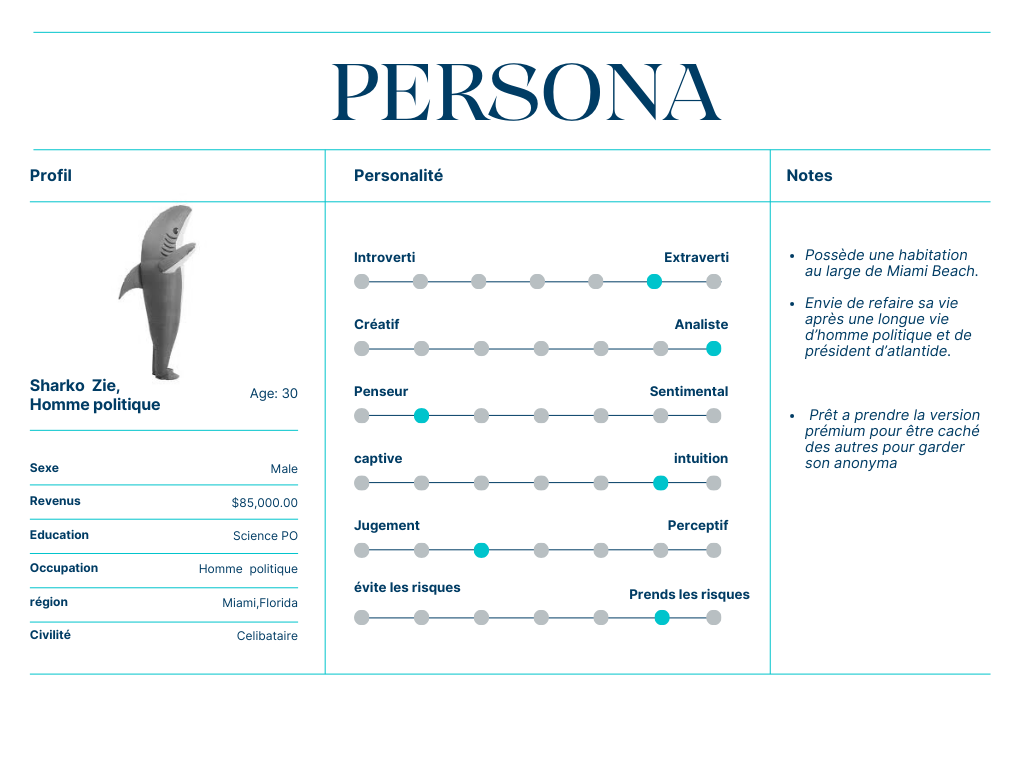 PERSONA
Profil
Personalité
Notes
Sharko  Zie,
Homme politique
Age: 30
Sexe
Male
Revenus
$85,000.00
Education
Science PO
Occupation
Homme  politique
région
Miami,Florida
Civilité
Celibataire
Introverti
Extraverti
Créatif
Analiste
Penseur
Sentimental
captive
intuition
Jugement
Perceptif
évite les risques
Prends les risques
• Possède une habitation
au large de Miami Beach.
• Envie de refaire sa vie
après une longue vie
d'homme politique et de
président d'atlantide.
• Prêt a prendre la version
prémium pour être caché
des autres pour garder
son anonyma